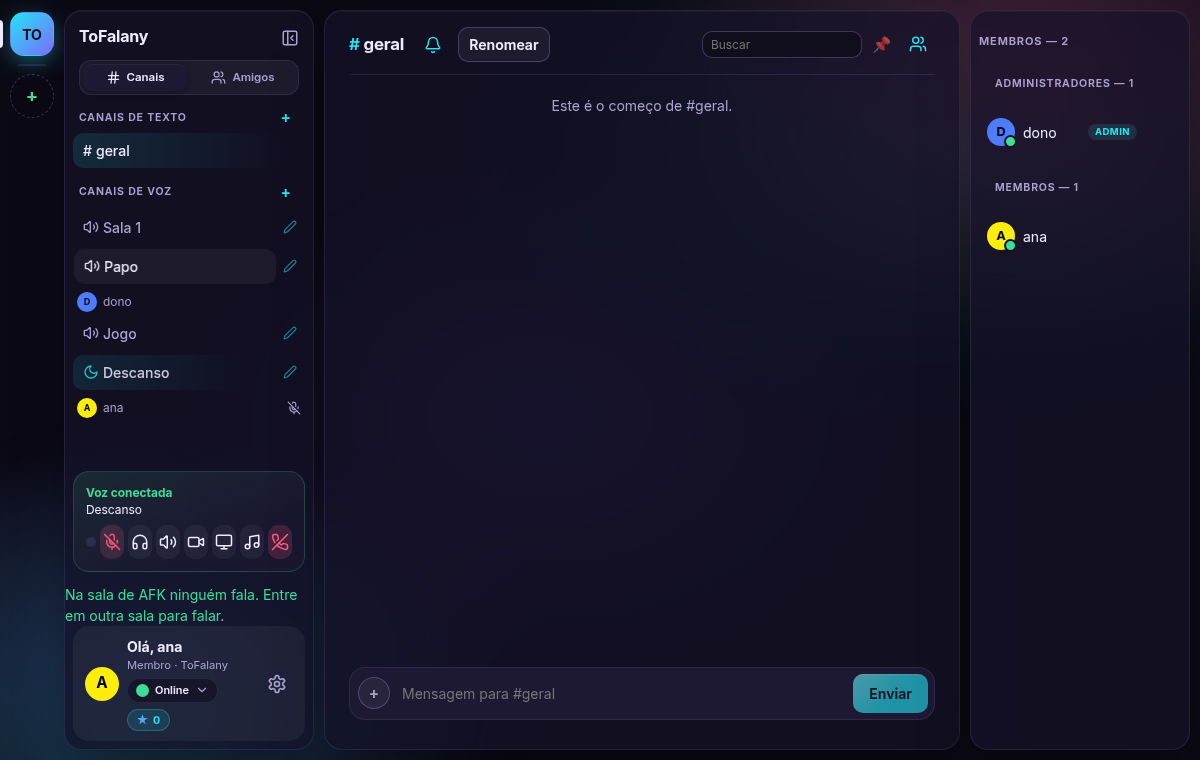 TO
+
ToFalany
Canais
Amigos
CANAIS DE TEXTO +
# geral
CANAIS DE VOZ +
Sala 1
Papo
D dono
Jogo
Descanso
A ana
Voz conectada
Descanso
Na sala de AFK ninguém fala. Entre
em outra sala para falar.
A
Olá, ana
Membro · ToFalany
Online
★ 0
# geral
Renomear
Buscar
Este é o começo de #geral.
+ Mensagem para #geral
Enviar
MEMBROS — 2
ADMINISTRADORES — 1
D dono ADMIN
MEMBROS — 1
A ana